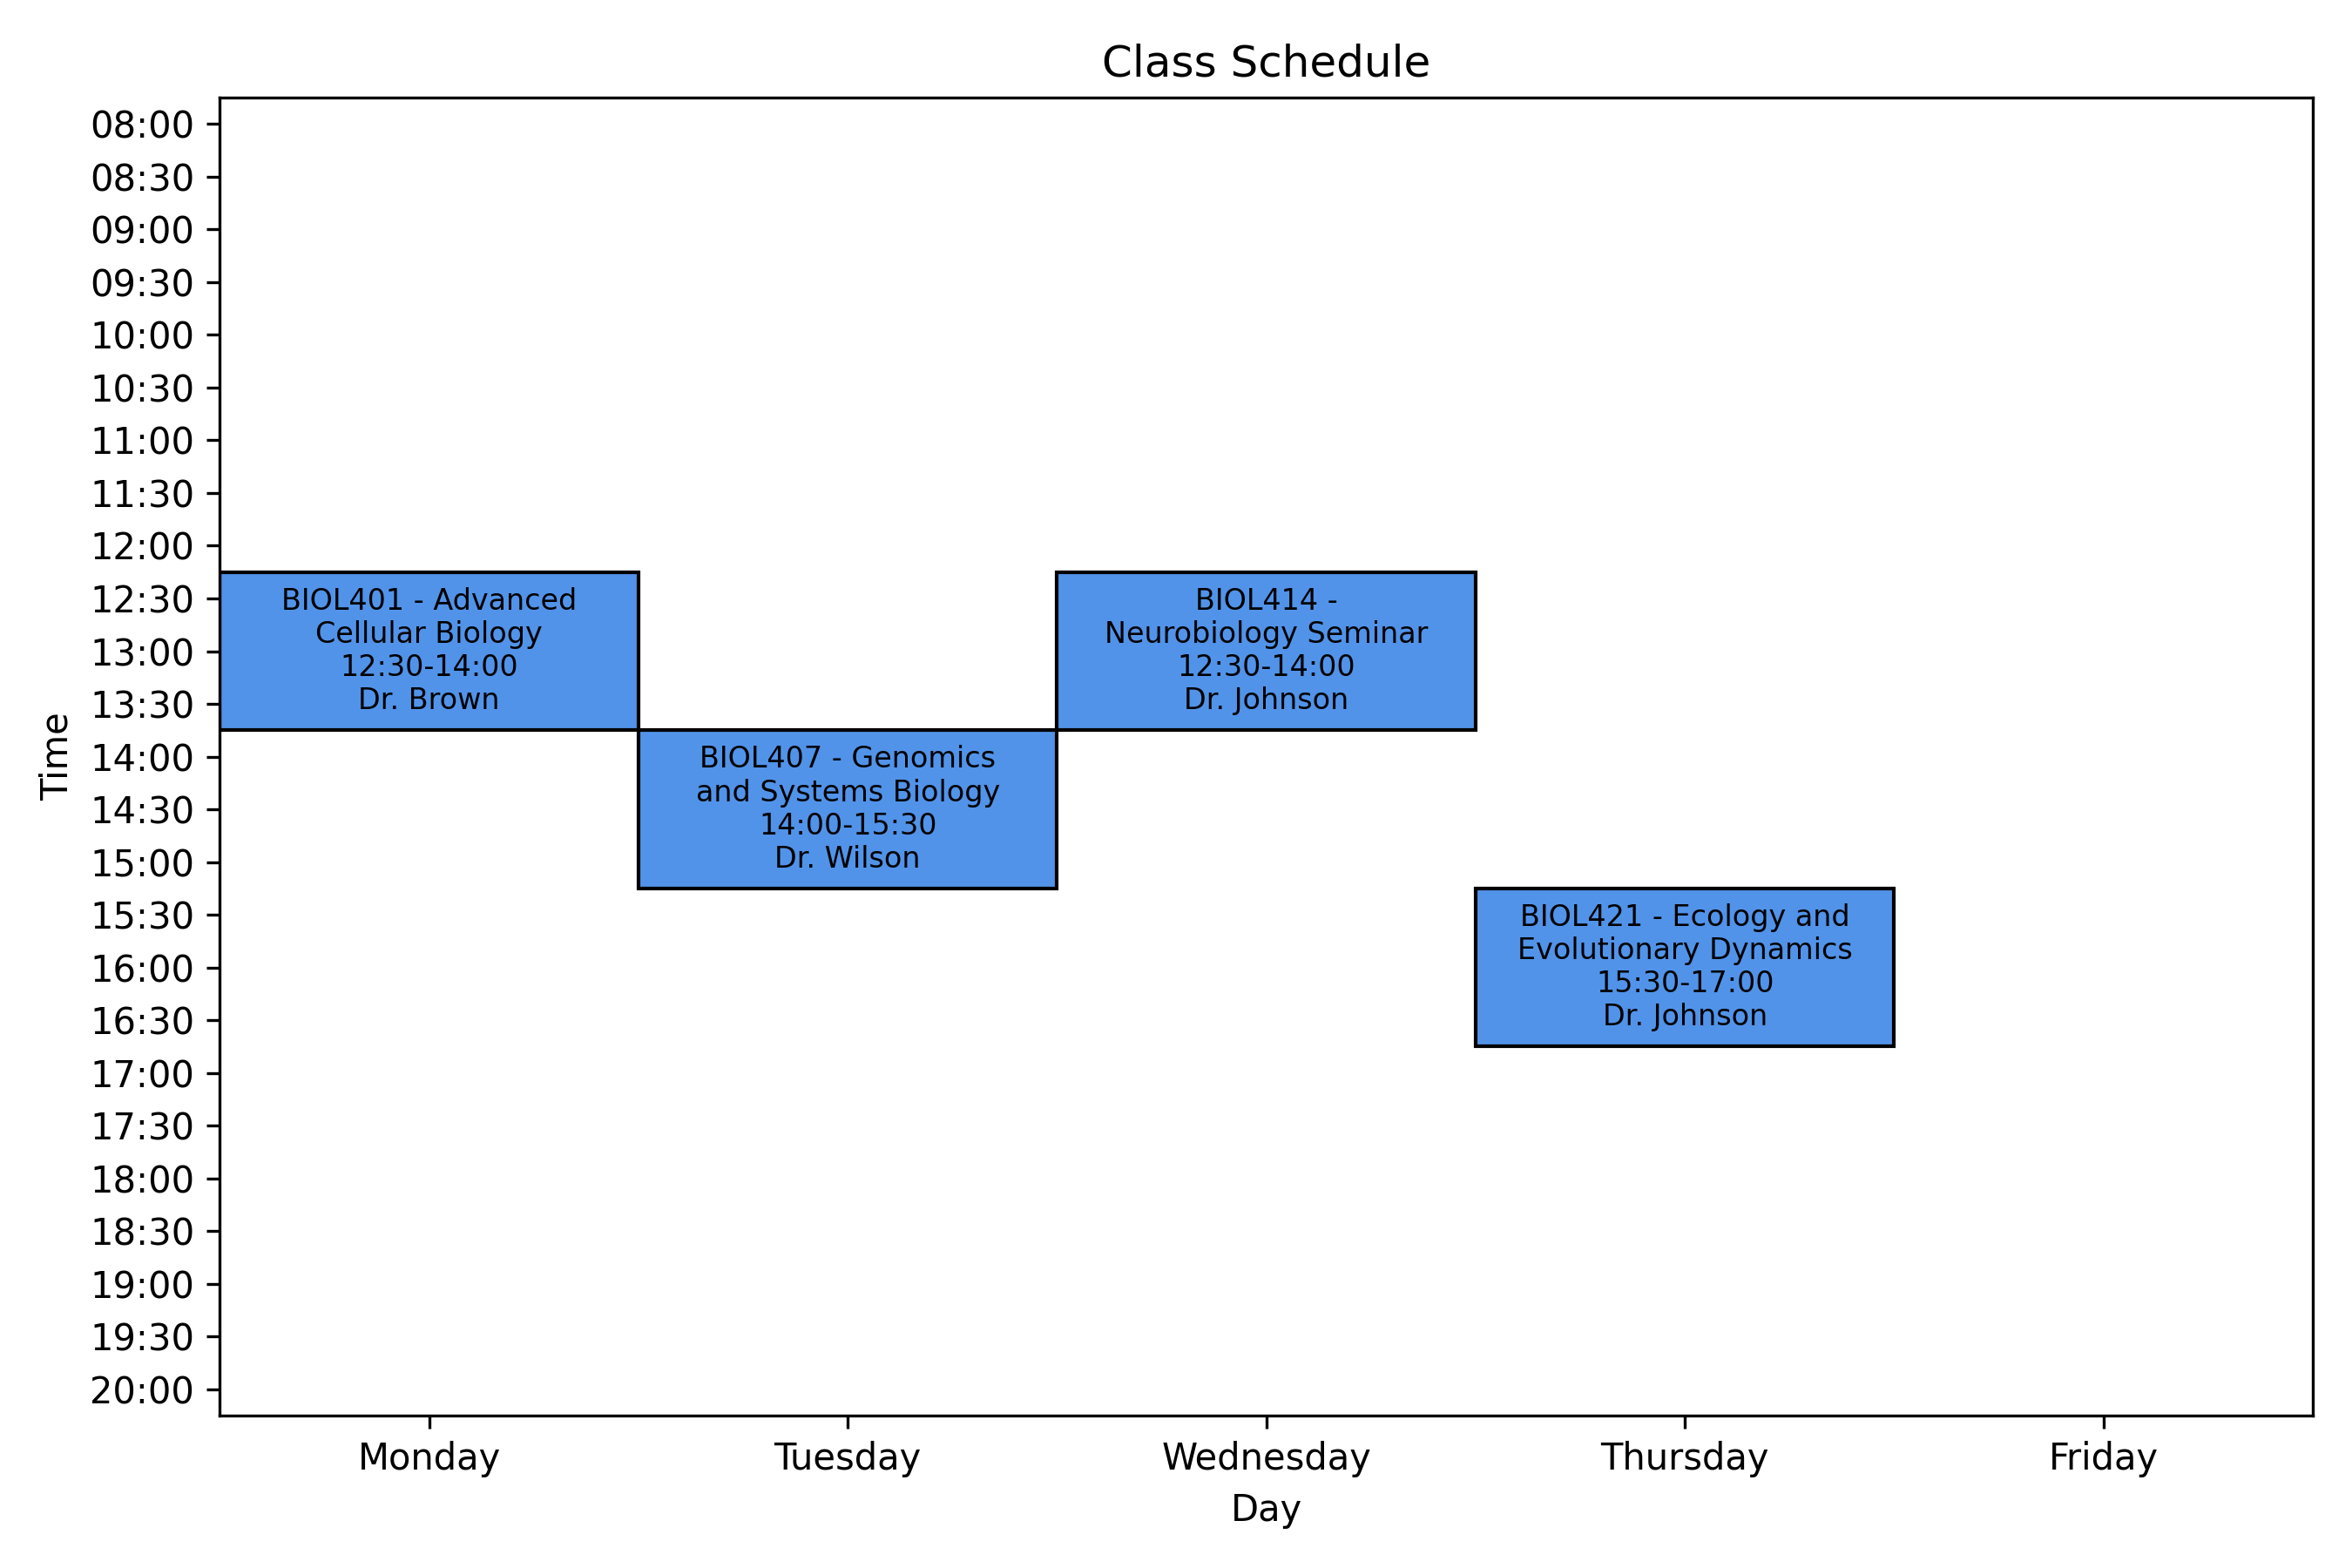 Class Schedule
Time
08:00
08:30
09:00
09:30
10:00
10:30
11:00
11:30
12:00
12:30
13:00
13:30
14:00
14:30
15:00
15:30
16:00
16:30
17:00
17:30
18:00
18:30
19:00
19:30
20:00
BIOL401 - Advanced
Cellular Biology
12:30-14:00
Dr. Brown
BIOL407 - Genomics
and Systems Biology
14:00-15:30
Dr. Wilson
BIOL414 -
Neurobiology Seminar
12:30-14:00
Dr. Johnson
BIOL421 - Ecology and
Evolutionary Dynamics
15:30-17:00
Dr. Johnson
Monday
Tuesday
Wednesday
Thursday
Friday
Day